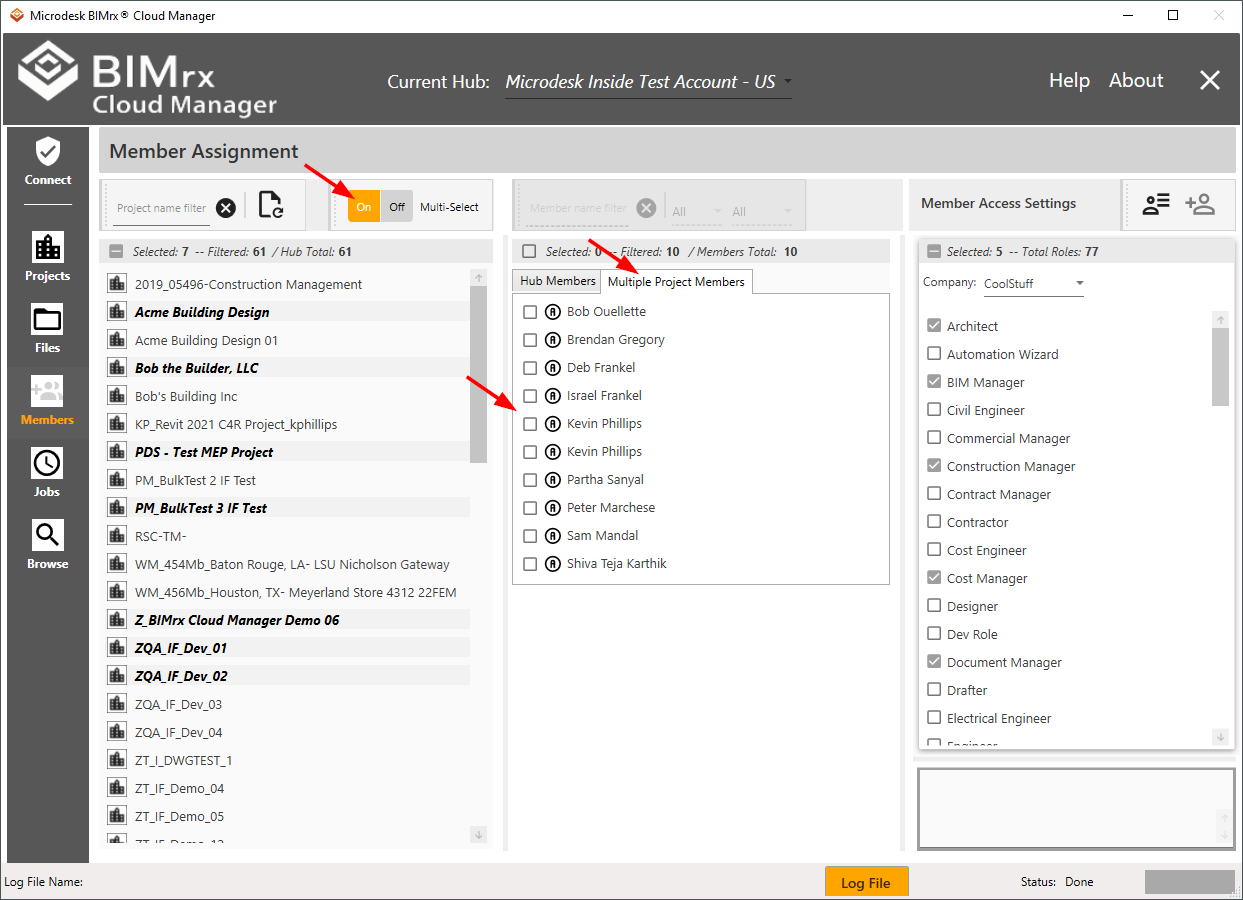 Microdesk BIMrx® Cloud Manager
BIMrx
Cloud Manager
Current Hub: Microdesk Inside Test Account - US
Help About
Connect
Projects
Files
Members
Jobs
Browse
Member Assignment
Project name filter
On Off Multi-Select
Member name filter All All
Member Access Settings
Selected: 7 -- Filtered: 61 / Hub Total: 61
2019_05496-Construction Management
Acme Building Design
Acme Building Design 01
Bob the Builder, LLC
Bob's Building Inc
KP_Revit 2021 C4R Project_kphillips
PDS - Test MEP Project
PM_BulkTest 2 IF Test
PM_BulkTest 3 IF Test
RSC-TM-
WM_454Mb_Baton Rouge, LA- LSU Nicholson Gateway
WM_456Mb_Houston, TX- Meyerland Store 4312 22FEM
Z_BIMrx Cloud Manager Demo 06
ZQA_IF_Dev_01
ZQA_IF_Dev_02
ZQA_IF_Dev_03
ZQA_IF_Dev_04
ZT_I_DWGTEST_1
ZT_IF_Demo_04
ZT_IF_Demo_05
Selected: 0 -- Filtered: 10 / Members Total: 10
Hub Members Multiple Project Members
Bob Ouellette
Brendan Gregory
Deb Frankel
Israel Frankel
Kevin Phillips
Kevin Phillips
Partha Sanyal
Peter Marchese
Sam Mandal
Shiva Teja Karthik
Selected: 5 -- Total Roles: 77
Company: CoolStuff
Architect
Automation Wizard
BIM Manager
Civil Engineer
Commercial Manager
Construction Manager
Contract Manager
Contractor
Cost Engineer
Cost Manager
Designer
Dev Role
Document Manager
Drafter
Electrical Engineer
Engineer
Log File Name:
Log File
Status: Done